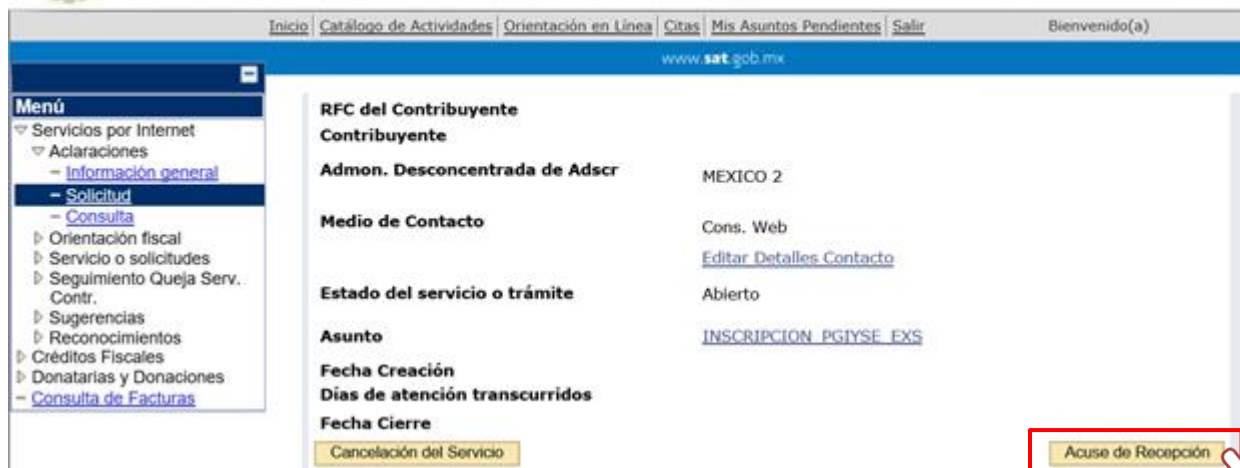 Inicio Catálogo de Actividades Orientación en Línea Citas Mis Asuntos Pendientes Salir Bienvenido(a)
www.sat.gob.mx
Menú
Servicios por Internet
Aclaraciones
Información general
Solicitud
Consulta
Orientación fiscal
Servicio o solicitudes
Seguimiento Queja Serv.
Contr.
Sugerencias
Reconocimientos
Créditos Fiscales
Donatarias y Donaciones
Consulta de Facturas
RFC del Contribuyente
Contribuyente
Admon. Desconcentrada de Adscr MEXICO 2
Medio de Contacto Cons. Web
Editar Detalles Contacto
Estado del servicio o trámite Abierto
Asunto INSCRIPCION_PGIYSE_EXS
Fecha Creación
Días de atención transcurridos
Fecha Cierre
Cancelación del Servicio Acuse de Recepción